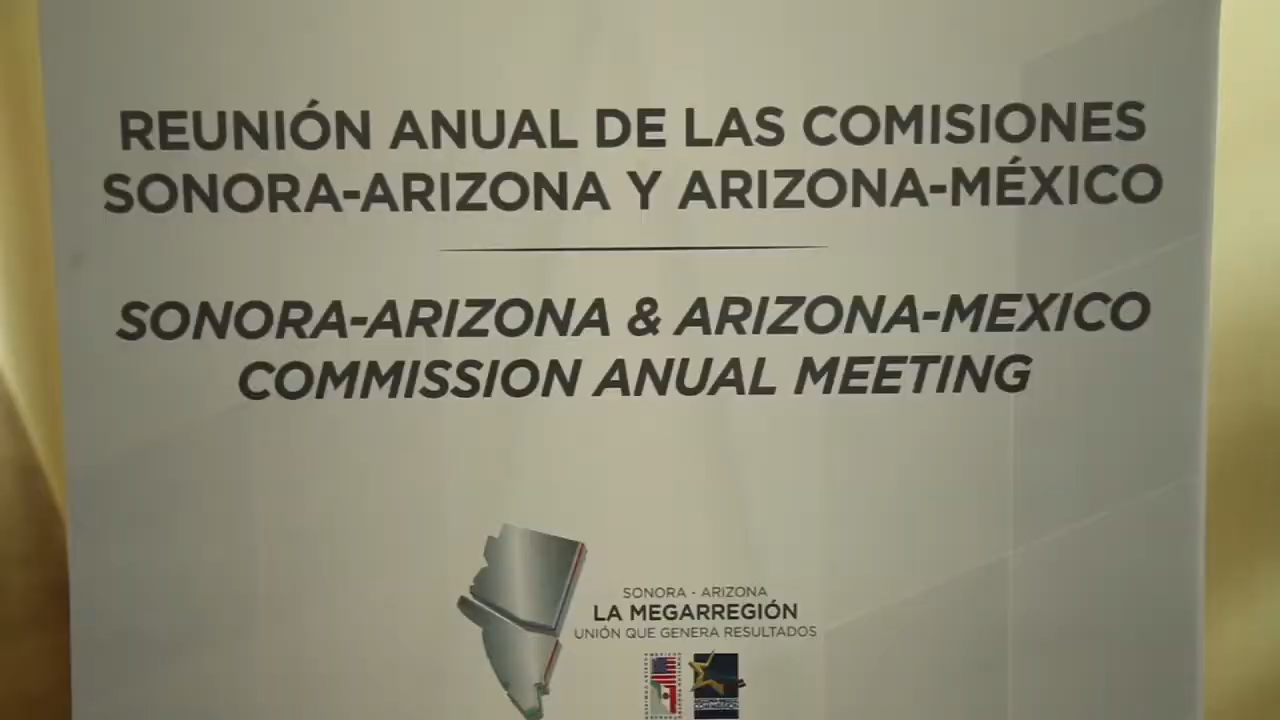 REUNIÓN ANUAL DE LAS COMISIONES
SONORA-ARIZONA Y ARIZONA-MÉXICO
SONORA-ARIZONA & ARIZONA-MEXICO
COMMISSION ANUAL MEETING
SONORA - ARIZONA
LA MEGARREGIÓN
UNIÓN QUE GENERA RESULTADOS